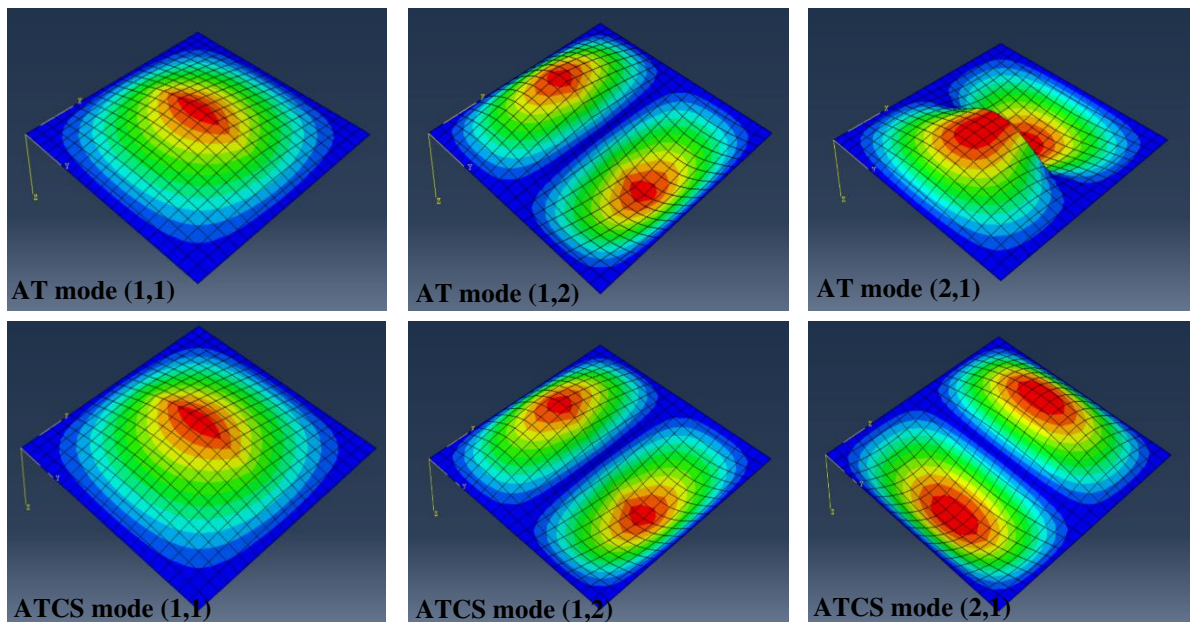 AT mode (1,1)
AT mode (1,2)
AT mode (2,1)
ATCS mode (1,1)
ATCS mode (1,2)
ATCS mode (2,1)